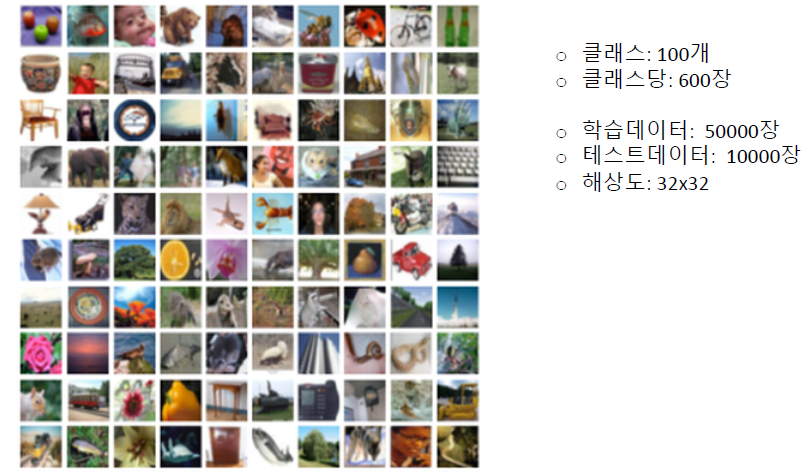 ○ 클래스: 100개
○ 클래스당: 600장
○ 학습데이터: 50000장
○ 테스트데이터: 10000장
○ 해상도: 32x32